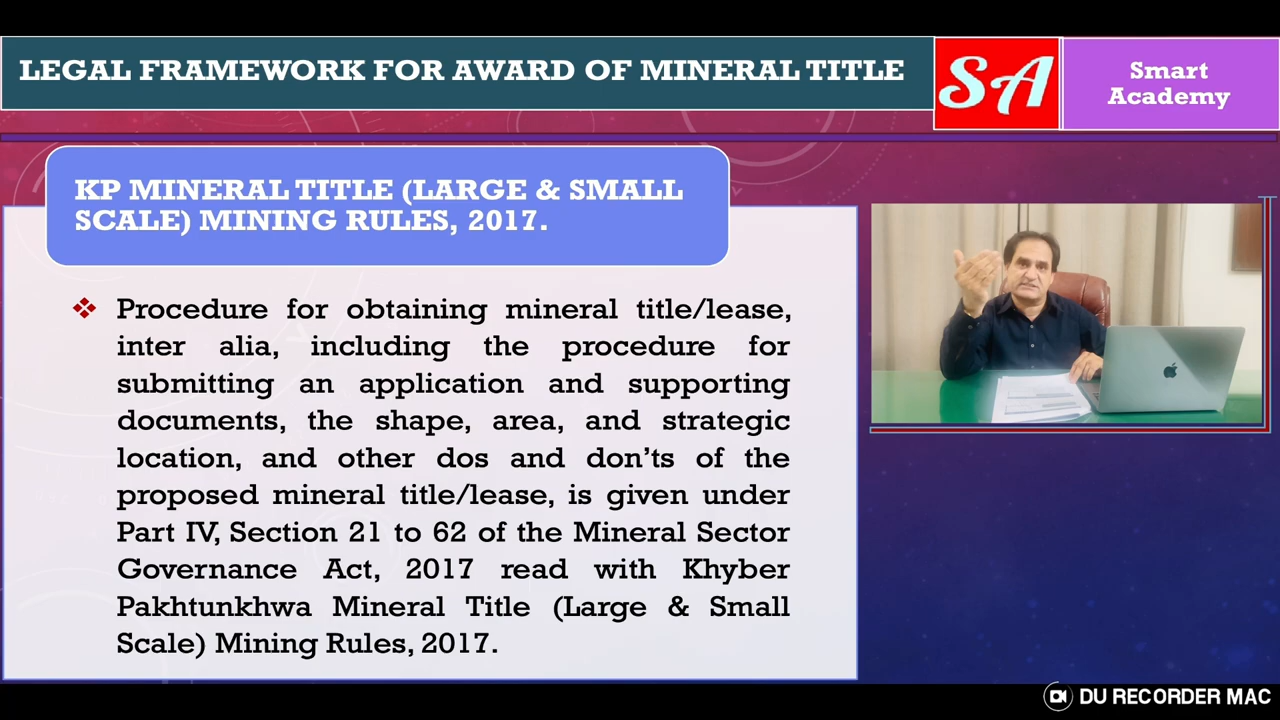 LEGAL FRAMEWORK FOR AWARD OF MINERAL TITLE
SA
Smart
Academy
KP MINERAL TITLE (LARGE & SMALL
SCALE) MINING RULES, 2017.
Procedure for obtaining mineral title/lease,
inter alia, including the procedure for
submitting an application and supporting
documents, the shape, area, and strategic
location, and other dos and don’ts of the
proposed mineral title/lease, is given under
Part IV, Section 21 to 62 of the Mineral Sector
Governance Act, 2017 read with Khyber
Pakhtunkhwa Mineral Title (Large & Small
Scale) Mining Rules, 2017.
DU RECORDER MAC